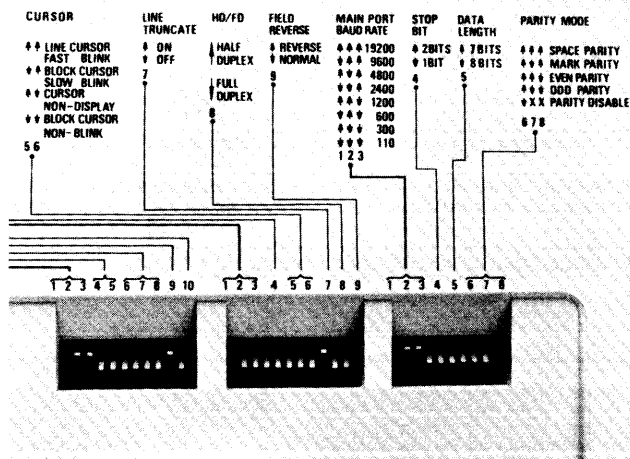 CURSOR
LINE CURSOR
FAST BLINK
BLOCK CURSOR
SLOW BLINK
CURSOR
NON-DISPLAY
BLOCK CURSOR
NON-BLINK
5 6
LINE
TRUNCATE
ON
OFF
7
HD/FD
HALF
DUPLEX
FULL
DUPLEX
8
FIELD
REVERSE
REVERSE
NORMAL
9
MAIN PORT
BAUD RATE
19200
9600
4800
2400
1200
600
300
110
1 2 3
STOP
BIT
2BITS
1BIT
4
DATA
LENGTH
7 BITS
8 BITS
5
PARITY MODE
SPACE PARITY
MARK PARITY
EVEN PARITY
ODD PARITY
X X PARITY DISABLE
6 7 8
1 2 3 4 5 6 7 8 9 10
1 2 3 4 5 6 7 8 9
1 2 3 4 5 6 7 8